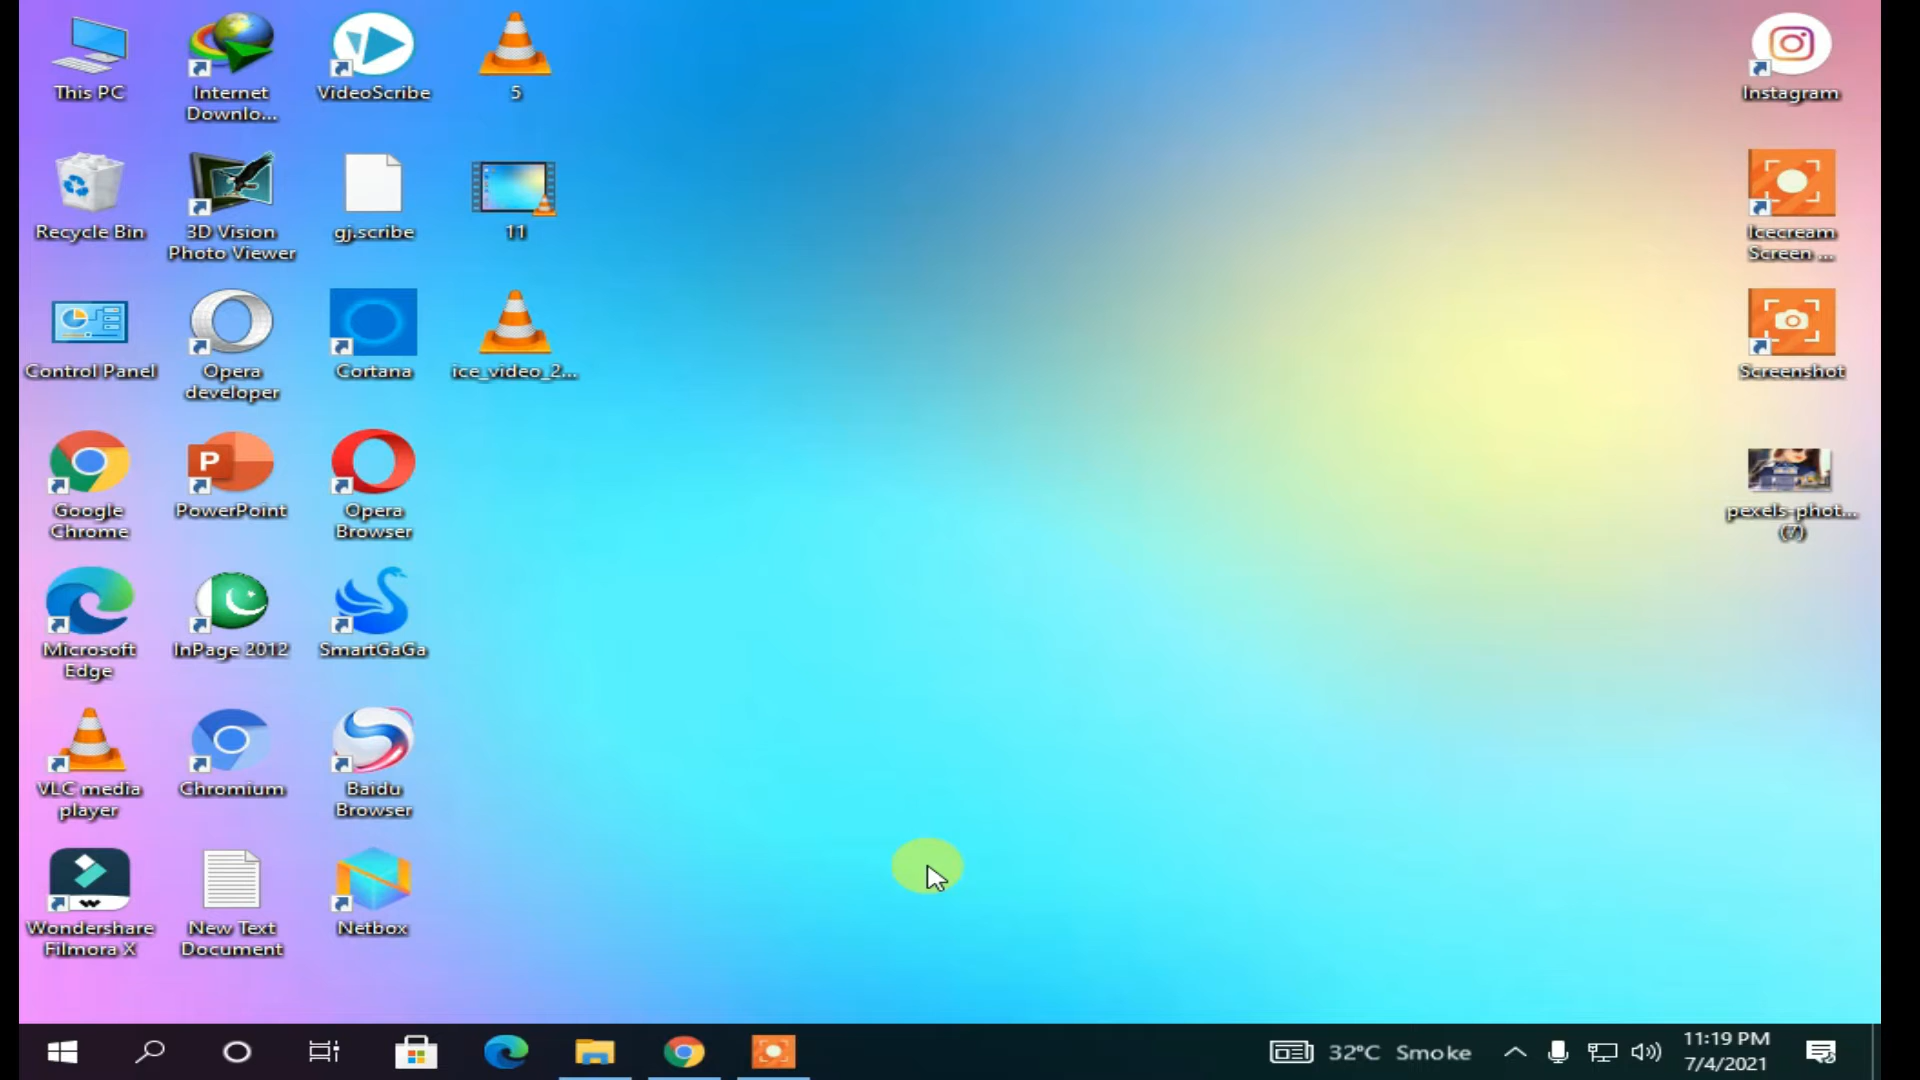 This PC
Internet
Downlo...
VideoScribe
5
Instagram
Recycle Bin
3D Vision
Photo Viewer
gj.scribe
11
Icecream
Screen ...
Control Panel
Opera
developer
Cortana
ice_video_2...
Screenshot
Google
Chrome
P
PowerPoint
Opera
Browser
pexels-phot...
(7)
Microsoft
Edge
InPage 2012
SmartGaGa
VLC media
player
Chromium
Baidu
Browser
Wondershare
Filmora X
New Text
Document
Netbox
32°C Smoke
11:19 PM
7/4/2021